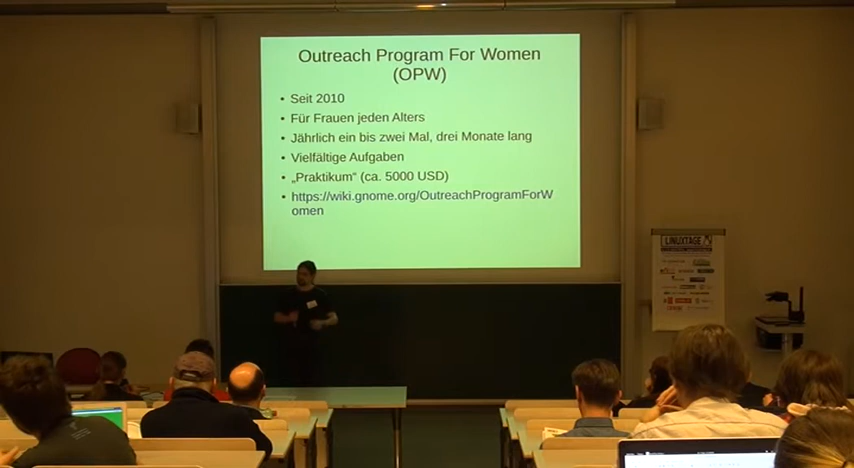 Outreach Program For Women
(OPW)
• Seit 2010
• Für Frauen jeden Alters
• Jährlich ein bis zwei Mal, drei Monate lang
• Vielfältige Aufgaben
• „Praktikum“ (ca. 5000 USD)
• https://wiki.gnome.org/OutreachProgramForW
omen
LINUXTAGE